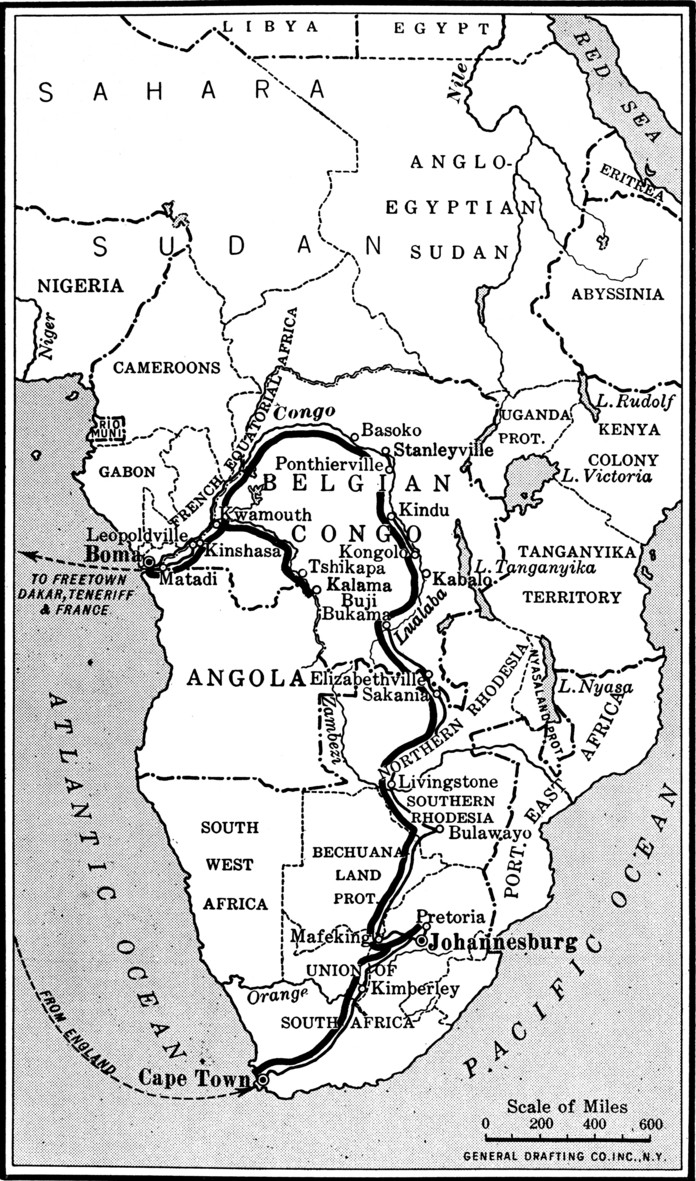 LIBYA
EGYPT
RED SEA
Nile
SAHARA
ANGLO-
EGYPTIAN
SUDAN
ERITREA
SUDAN
NIGERIA
Niger
ABYSSINIA
CAMEROONS
FRENCH EQUATORIAL AFRICA
Congo
L. Rudolf
RIO
MUNI
Basoko
UGANDA
PROT.
KENYA
COLONY
Stanleyville
Ponthierville
GABON
L. Victoria
BELGIAN
CONGO
Kwamouth
Kindu
Leopoldville
Kinshasa
Boma
Matadi
Kongolo
TANGANYIKA
TERRITORY
L. Tanganyika
Tshikapa
Kabalo
Kalama
Buji
Bukama
Lualaba
TO FREETOWN
DAKAR, TENERIFF
& FRANCE
ANGOLA
Elizabethville
Sakania
NORTHERN RHODESIA
NYASALAND PROT.
L. Nyasa
Zambezi
PORT. EAST AFRICA
Livingstone
SOUTHERN
RHODESIA
Bulawayo
SOUTH
WEST
AFRICA
BECHUANA
LAND
PROT.
Pretoria
Mafeking
Johannesburg
UNION OF
SOUTH AFRICA
Orange
Kimberley
Cape Town
FROM ENGLAND
ATLANTIC OCEAN
PACIFIC OCEAN
Scale of Miles
0 200 400 600
GENERAL DRAFTING CO. INC., N.Y.